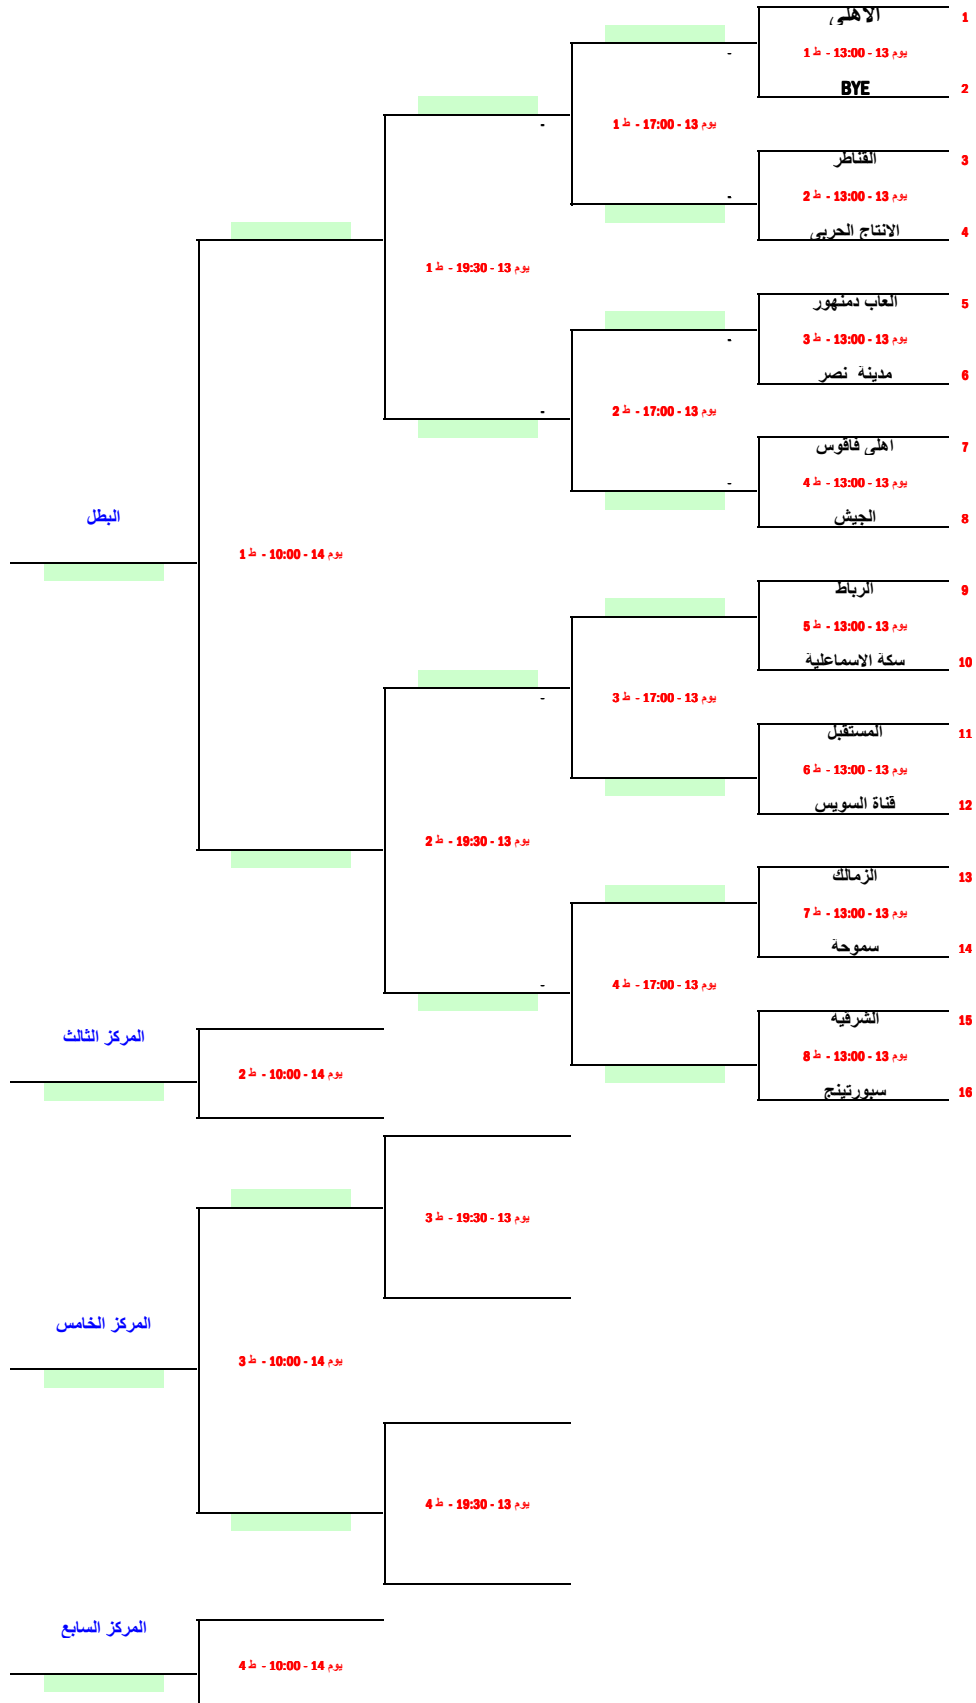 الاهلى 1
يوم 13 - 13:00 - ط 1
BYE 2
يوم 13 - 17:00 - ط 1
القناطر 3
يوم 13 - 13:00 - ط 2
الانتاج الحربى 4
يوم 13 - 19:30 - ط 1
العاب دمنهور 5
يوم 13 - 13:00 - ط 3
مدينة نصر 6
يوم 13 - 17:00 - ط 2
اهلى فاقوس 7
يوم 13 - 13:00 - ط 4
الجيش 8
البطل
يوم 14 - 10:00 - ط 1
الرباط 9
يوم 13 - 13:00 - ط 5
سكة الاسماعلية 10
يوم 13 - 17:00 - ط 3
المستقبل 11
يوم 13 - 13:00 - ط 6
قناة السويس 12
يوم 13 - 19:30 - ط 2
الزمالك 13
يوم 13 - 13:00 - ط 7
سموحة 14
يوم 13 - 17:00 - ط 4
الشرقيه 15
يوم 13 - 13:00 - ط 8
سبورتينج 16
المركز الثالث
يوم 14 - 10:00 - ط 2
يوم 13 - 19:30 - ط 3
المركز الخامس
يوم 14 - 10:00 - ط 3
يوم 13 - 19:30 - ط 4
المركز السابع
يوم 14 - 10:00 - ط 4